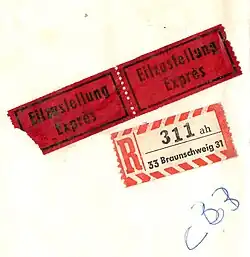 Eilzustellung
Exprès
Eilzustellung
Exprès
R
311 ah
33 Braunschweig 31